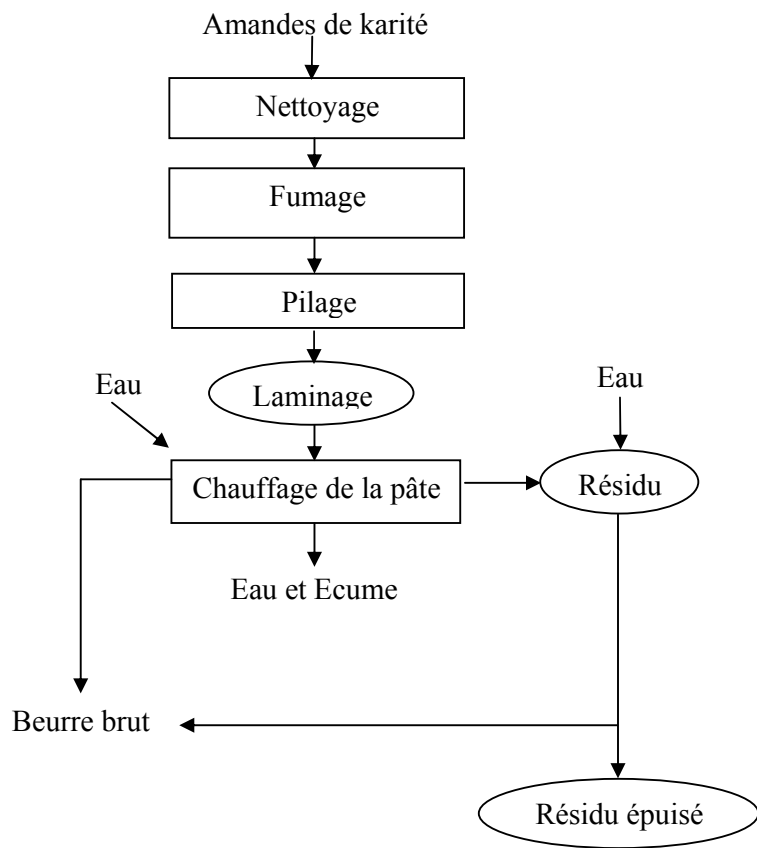 Amandes de karité
Nettoyage
Fumage
Pilage
Laminage
Eau
Eau
Chauffage de la pâte
Résidu
Eau et Ecume
Beurre brut
Résidu épuisé